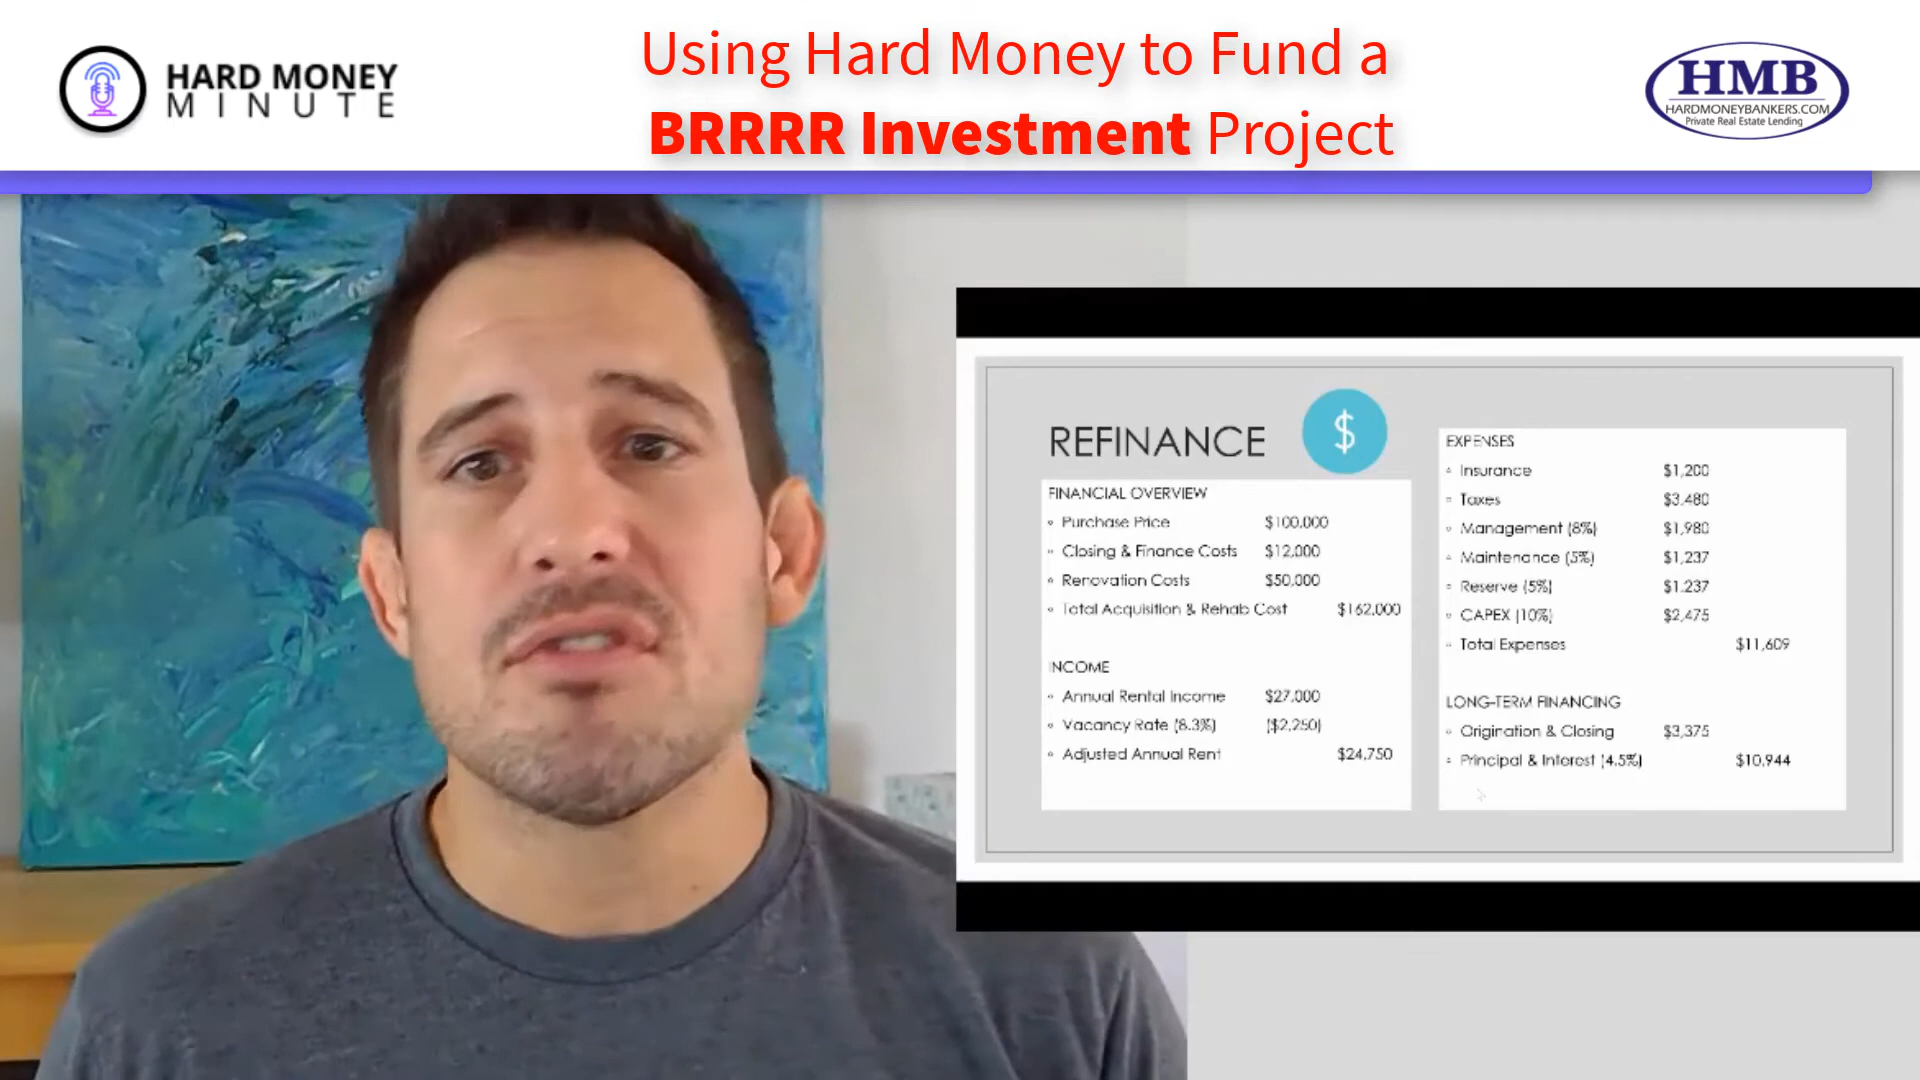 HARD MONEY
MINUTE
Using Hard Money to Fund a
BRRRR Investment Project
HMB
HARDMONEYBANKERS.COM
Private Real Estate Lending
REFINANCE
$
FINANCIAL OVERVIEW
Purchase Price $100,000
Closing & Finance Costs $12,000
Renovation Costs $50,000
Total Acquisition & Rehab Cost $162,000
INCOME
Annual Rental Income $27,000
Vacancy Rate (8.3%) ($2,250)
Adjusted Annual Rent $24,750
EXPENSES
Insurance $1,200
Taxes $3,480
Management (8%) $1,980
Maintenance (5%) $1,237
Reserve (5%) $1,237
CAPEX (10%) $2,475
Total Expenses $11,609
LONG-TERM FINANCING
Origination & Closing $3,375
Principal & Interest (4.5%) $10,944